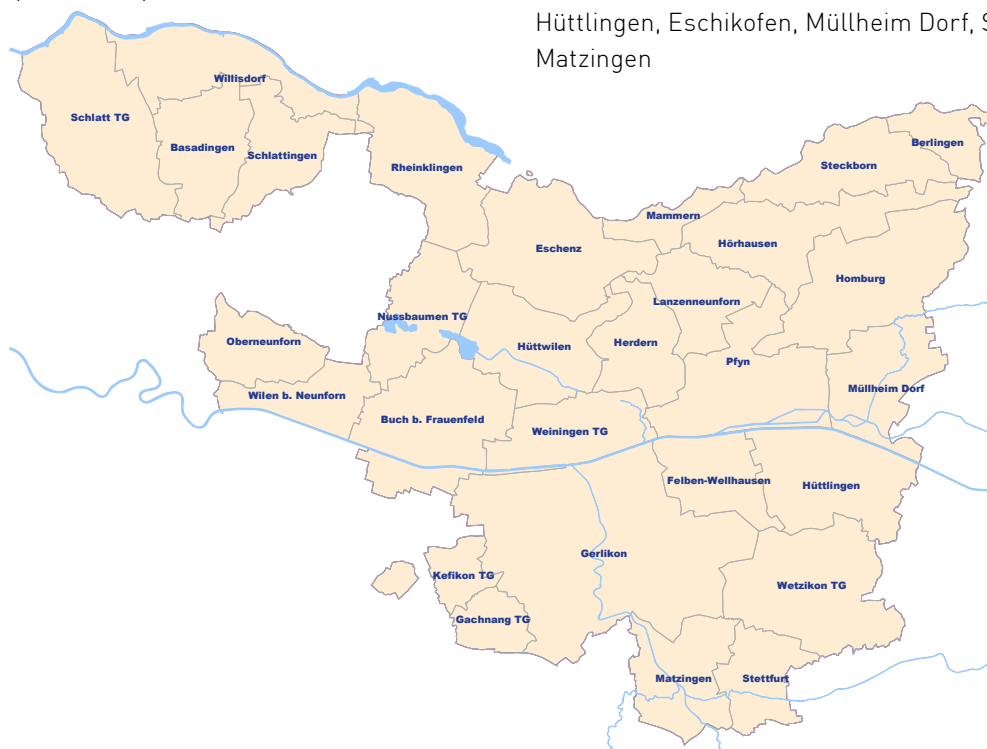 Hüttlingen, Eschikofen, Müllheim Dorf,
Matzingen
Willisdorf
Schlatt TG
Basadingen
Schlattingen
Rheinklingen
Berlingen
Steckborn
Mammern
Hörhausen
Eschenz
Homburg
Lanzenneunforn
Nussbaumen TG
Oberneunforn
Hüttwilen
Herdern
Pfyn
Müllheim Dorf
Wilen b. Neunforn
Buch b. Frauenfeld
Weiningen TG
Felben-Wellhausen
Hüttlingen
Gerlikon
Kefikon TG
Wetzikon TG
Gachnang TG
Matzingen
Stettfurt